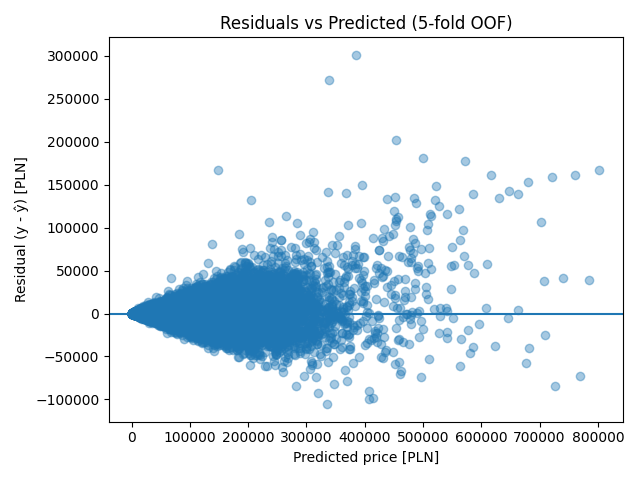 Residuals vs Predicted (5-fold OOF)
300000
250000
200000
150000
100000
50000
0
−50000
−100000
Residual (y - ŷ) [PLN]
0 100000 200000 300000 400000 500000 600000 700000 800000
Predicted price [PLN]